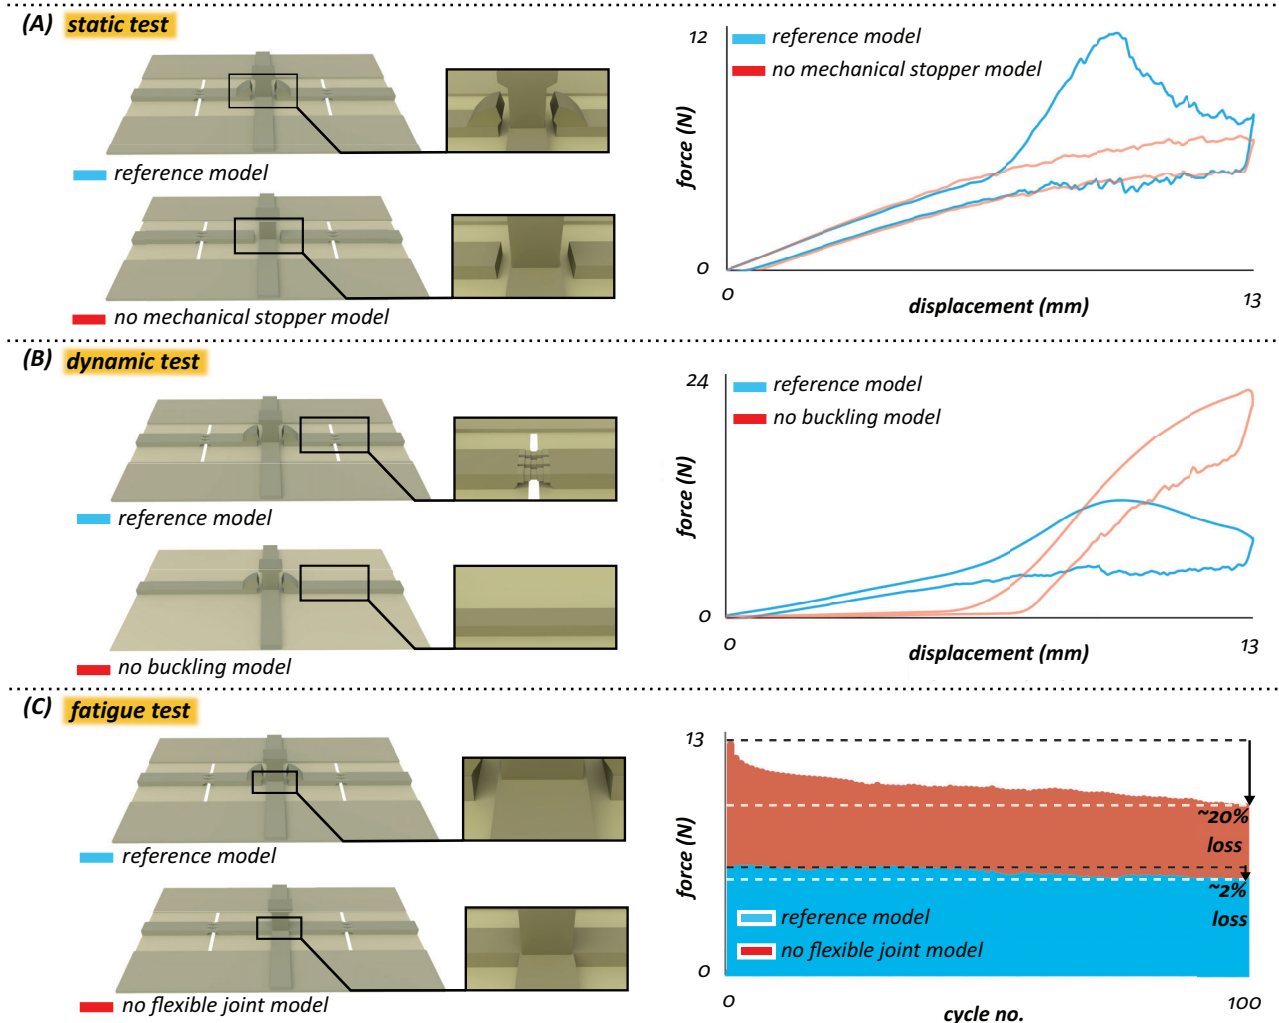 (A) static test
reference model
no mechanical stopper model
12
reference model
no mechanical stopper model
force (N)
0
0
13
displacement (mm)
(B) dynamic test
reference model
no buckling model
24
reference model
no buckling model
force (N)
0
0
13
displacement (mm)
(C) fatigue test
reference model
no flexible joint model
13
~20%
loss
~2%
loss
force (N)
reference model
no flexible joint model
0
0
100
cycle no.